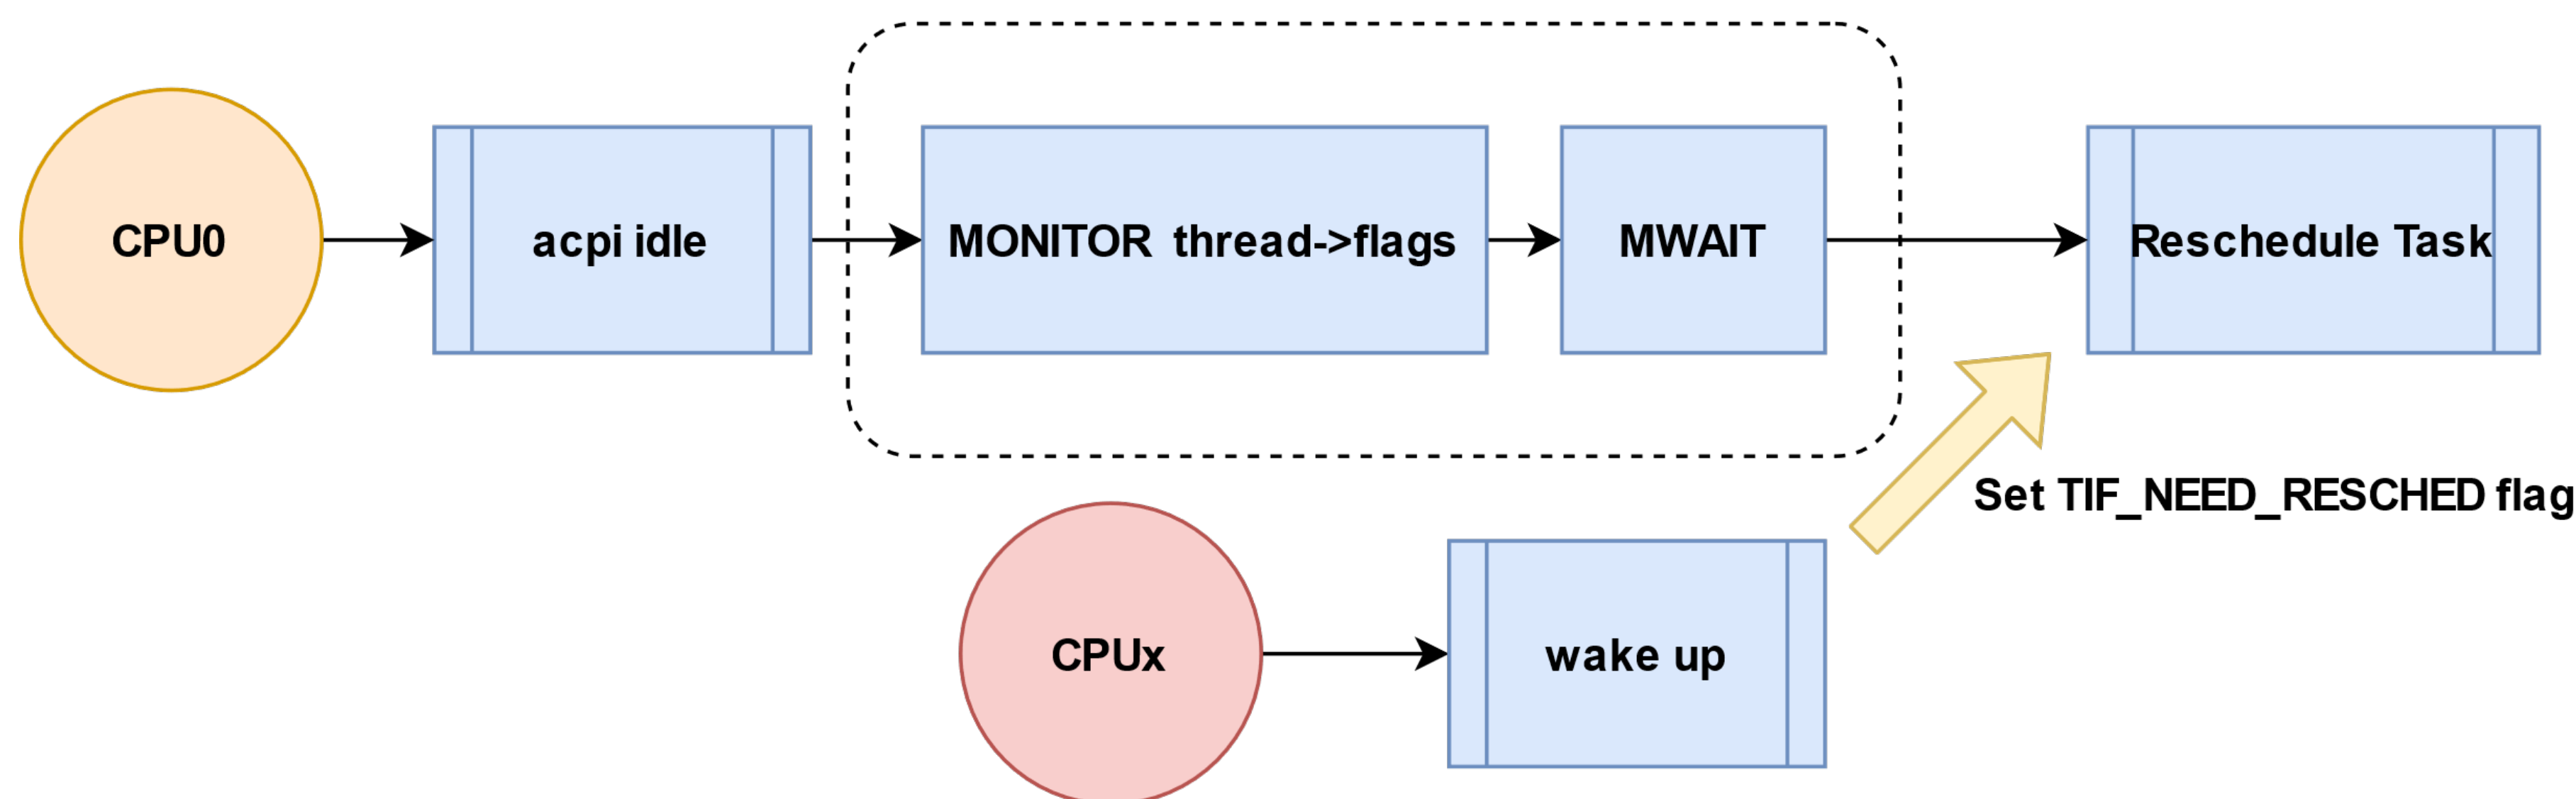 CPU0
acpi idle
MONITOR thread->flags
MWAIT
Reschedule Task
Set TIF_NEED_RESCHED flag
CPUx
wake up